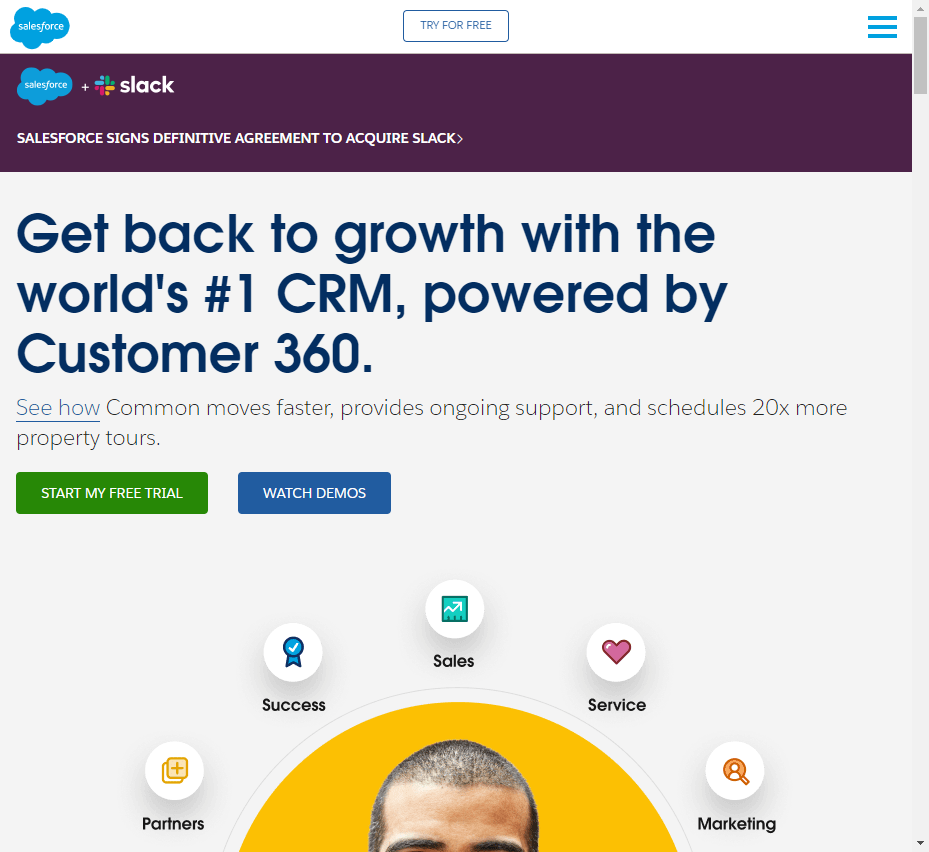 salesforce
TRY FOR FREE
salesforce + slack
SALESFORCE SIGNS DEFINITIVE AGREEMENT TO ACQUIRE SLACK
Get back to growth with the
world's #1 CRM, powered by
Customer 360.
See how Common moves faster, provides ongoing support, and schedules 20x more
property tours.
START MY FREE TRIAL
WATCH DEMOS
Sales
Success
Service
Partners
Marketing